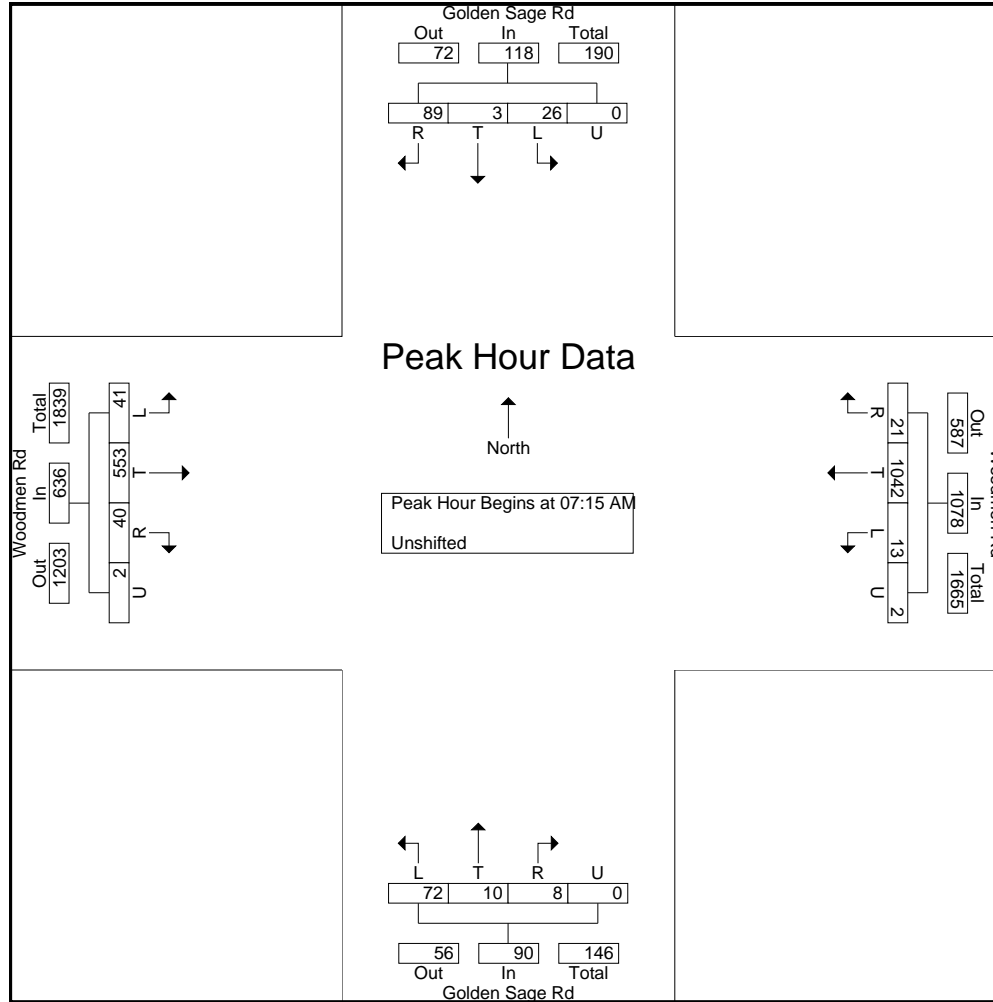 Golden Sage Rd
Out In Total
72 118 190
89 3 26 0
R T L U
Peak Hour Data
North
Peak Hour Begins at 07:15 AM
Unshifted
Woodmen Rd
Out In Total
1203 636 1839
2 40 553 41
U R T L
Out In Total
587 1078 1665
21 1042 13 2
R T L U
L T R U
72 10 8 0
56 90 146
Out In Total
Golden Sage Rd